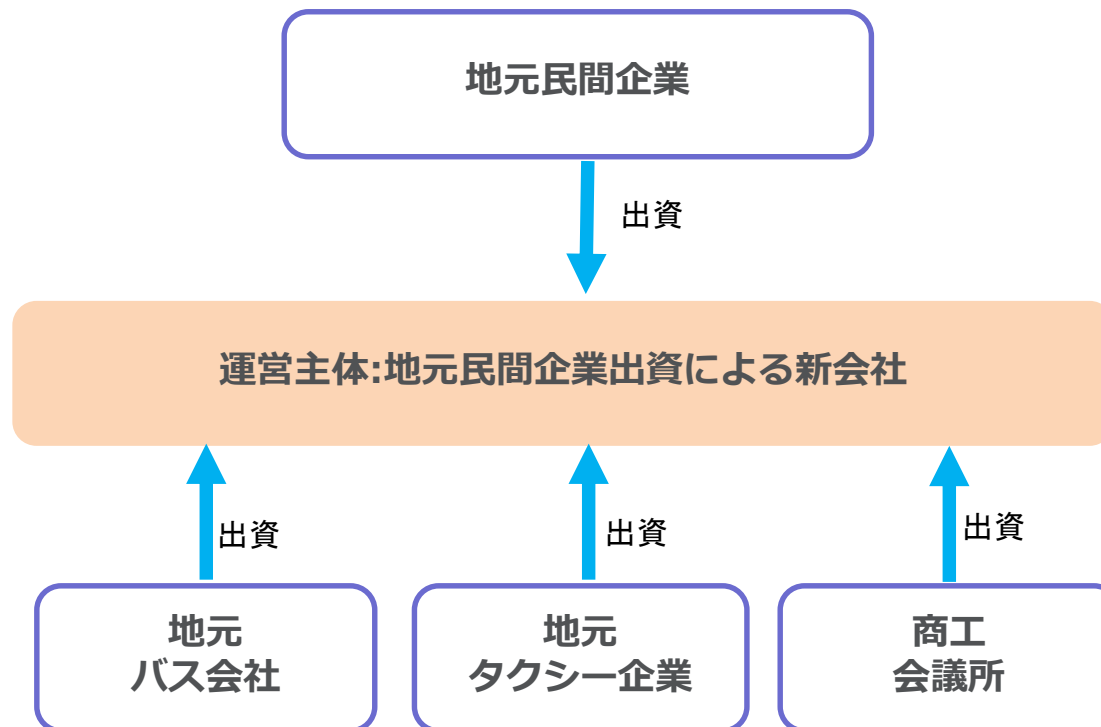 地元民間企業
出資
運営主体:地元民間企業出資による新会社
出資
出資
出資
地元
バス会社
地元
タクシー企業
商工
会議所